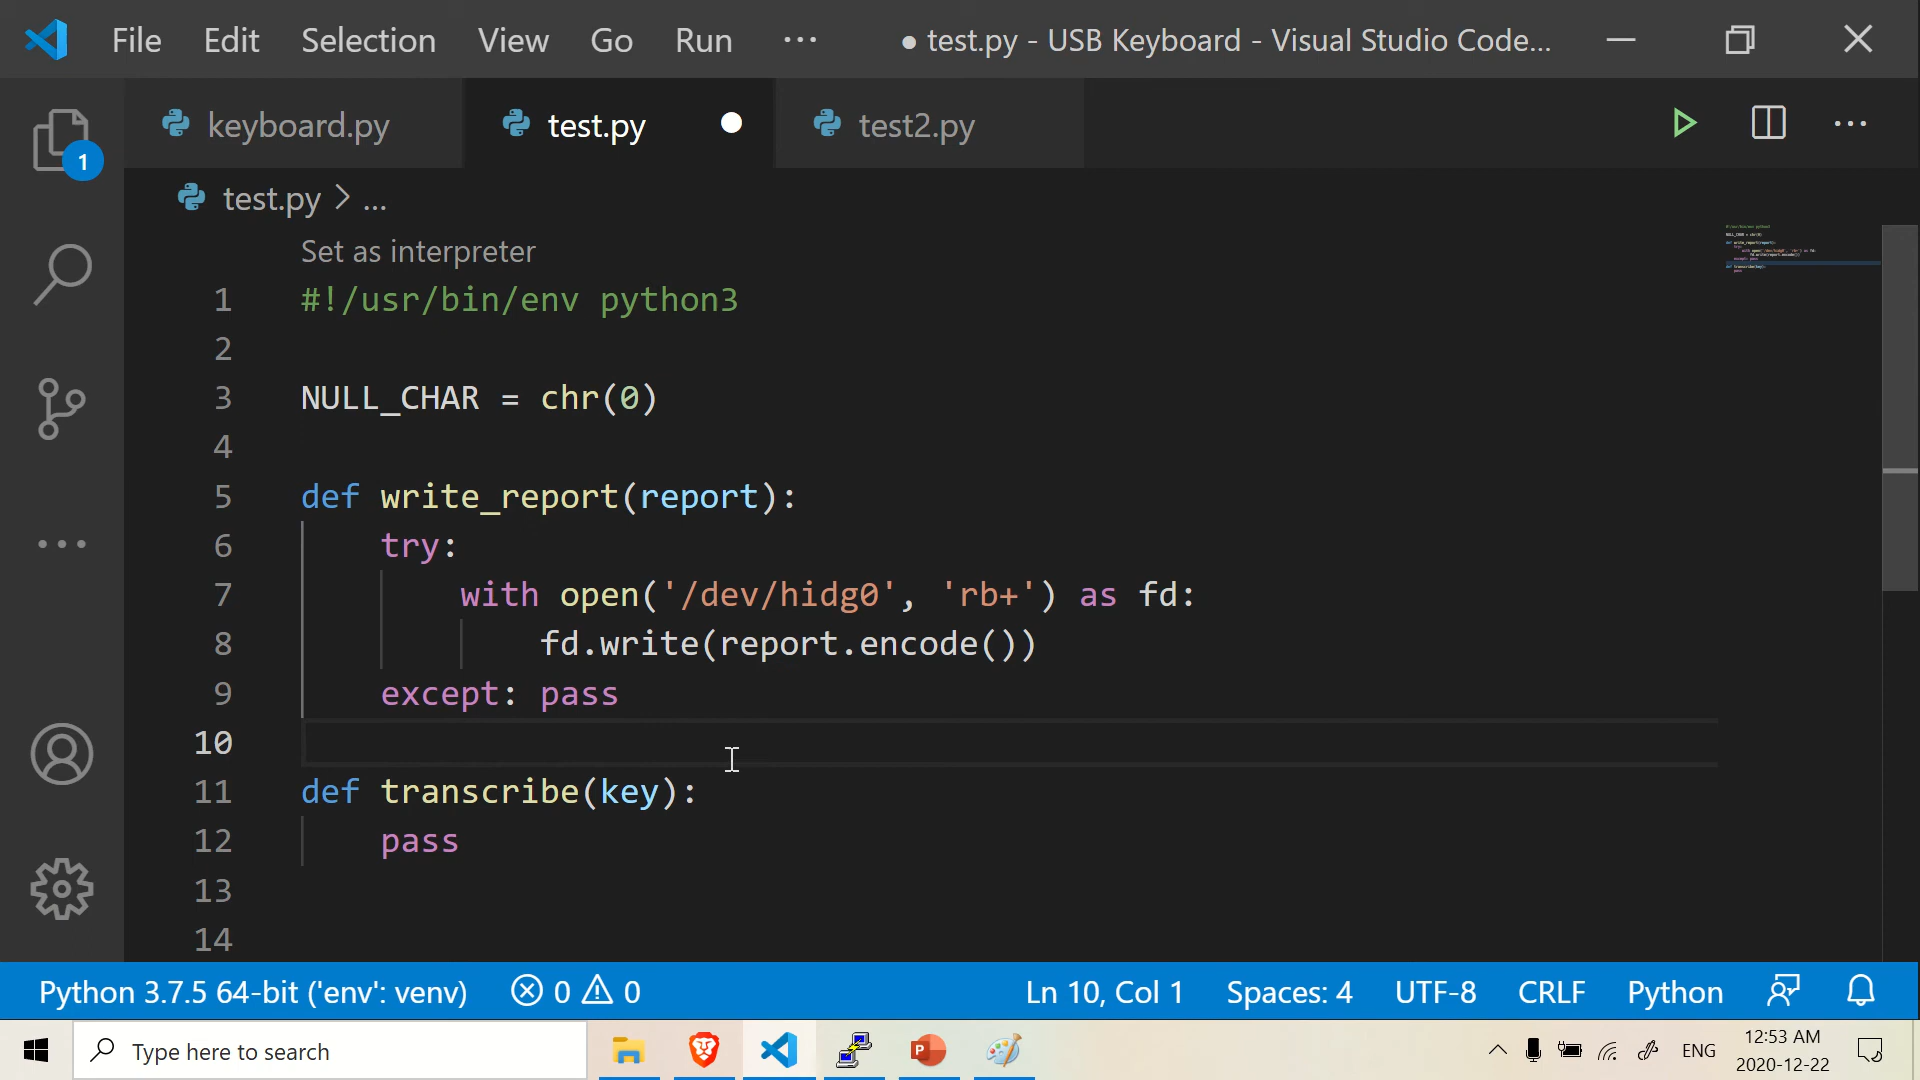 File Edit Selection View Go Run ··· ● test.py - USB Keyboard - Visual Studio Code...
keyboard.py test.py test2.py ···
1
test.py > ...
Set as interpreter
1 #!/usr/bin/env python3
2
3 NULL_CHAR = chr(0)
4
5 def write_report(report):
6 try:
7 with open('/dev/hidg0', 'rb+') as fd:
8 fd.write(report.encode())
9 except: pass
10
11 def transcribe(key):
12 pass
13
14
Python 3.7.5 64-bit ('env': venv) 0 0 Ln 10, Col 1 Spaces: 4 UTF-8 CRLF Python
Type here to search P ENG 12:53 AM
2020-12-22